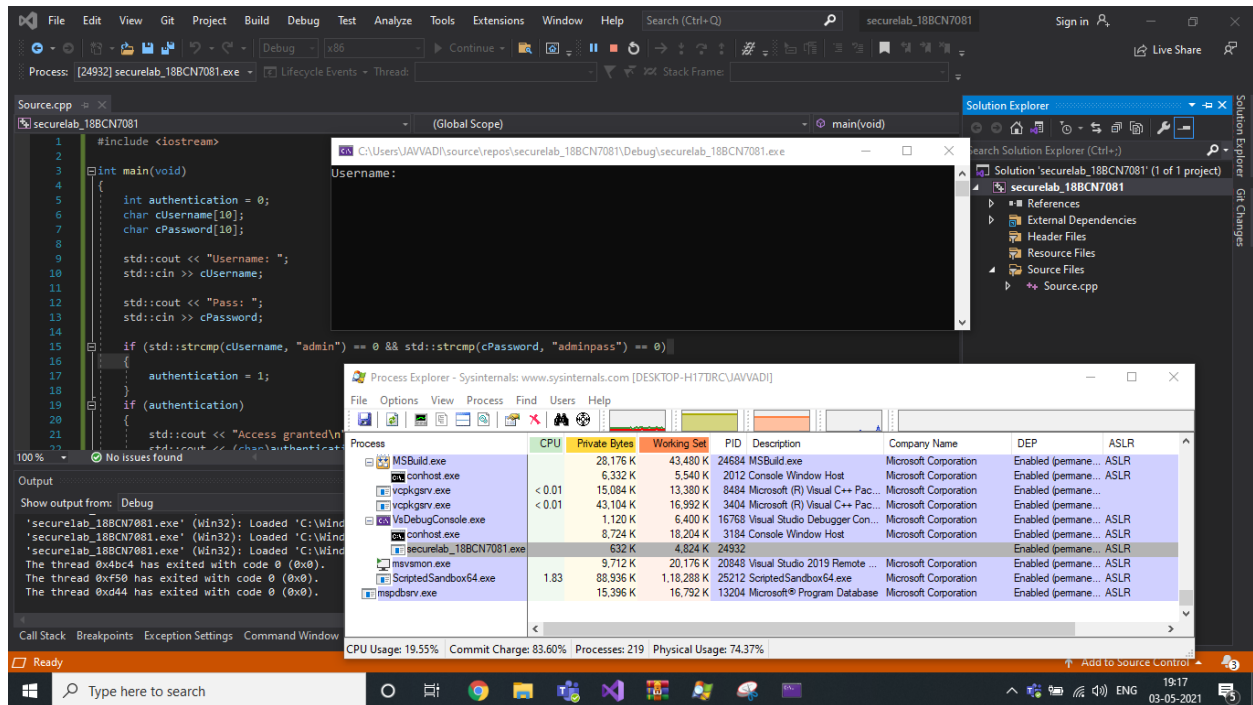 File Edit View Git Project Build Debug Test Analyze Tools Extensions Window Help Search (Ctrl+Q) securelab_18BCN7081 Sign in
Debug x86 Continue Live Share
Process: [24932] securelab_18BCN7081.exe Lifecycle Events Thread: Stack Frame:
Source.cpp
securelab_18BCN7081 (Global Scope) main(void)
1 #include <iostream>
2
3 int main(void)
4 {
5 int authentication = 0;
6 char cUsername[10];
7 char cPassword[10];
8
9 std::cout << "Username: ";
10 std::cin >> cUsername;
11
12 std::cout << "Pass: ";
13 std::cin >> cPassword;
14
15 if (std::strcmp(cUsername, "admin") == 0 && std::strcmp(cPassword, "adminpass") == 0)
16 {
17 authentication = 1;
18 }
19 if (authentication)
20 {
21 std::cout << "Access granted\n"
22 std::cout << (char)authenticati
100 % No issues found
C:\Users\JAVVADI\source\repos\securelab_18BCN7081\Debug\securelab_18BCN7081.exe
Username:
Solution Explorer
Search Solution Explorer (Ctrl+;)
Solution 'securelab_18BCN7081' (1 of 1 project)
securelab_18BCN7081
References
External Dependencies
Header Files
Resource Files
Source Files
Source.cpp
Solution Explorer
Git Changes
Output
Show output from: Debug
'securelab_18BCN7081.exe' (Win32): Loaded 'C:\Wind
'securelab_18BCN7081.exe' (Win32): Loaded 'C:\Wind
'securelab_18BCN7081.exe' (Win32): Loaded 'C:\Wind
The thread 0x4bc4 has exited with code 0 (0x0).
The thread 0xf50 has exited with code 0 (0x0).
The thread 0xd44 has exited with code 0 (0x0).
Call Stack Breakpoints Exception Settings Command Window
Process Explorer - Sysinternals: www.sysinternals.com [DESKTOP-H17TJRC\JAVVADI]
File Options View Process Find Users Help
Process CPU Private Bytes Working Set PID Description Company Name DEP ASLR
MSBuild.exe 28,176 K 43,480 K 24684 MSBuild.exe Microsoft Corporation Enabled (permane... ASLR
conhost.exe 6,332 K 5,540 K 2012 Console Window Host Microsoft Corporation Enabled (permane... ASLR
vcpkgsrv.exe < 0.01 15,084 K 13,380 K 8484 Microsoft (R) Visual C++ Pac... Microsoft Corporation Enabled (permane...
vcpkgsrv.exe < 0.01 43,104 K 16,992 K 3404 Microsoft (R) Visual C++ Pac... Microsoft Corporation Enabled (permane...
VsDebugConsole.exe 1,120 K 6,400 K 16768 Visual Studio Debugger Con... Microsoft Corporation Enabled (permane... ASLR
conhost.exe 8,724 K 18,204 K 3184 Console Window Host Microsoft Corporation Enabled (permane... ASLR
securelab_18BCN7081.exe 632 K 4,824 K 24932 Enabled (permane... ASLR
msvsmon.exe 9,712 K 20,176 K 20848 Visual Studio 2019 Remote ... Microsoft Corporation Enabled (permane... ASLR
ScriptedSandbox64.exe 1.83 88,936 K 1,18,288 K 25212 ScriptedSandbox64.exe Microsoft Corporation Enabled (permane... ASLR
mspdbsrv.exe 15,396 K 16,792 K 13204 Microsoft® Program Database Microsoft Corporation Enabled (permane... ASLR
CPU Usage: 19.55% Commit Charge: 83.60% Processes: 219 Physical Usage: 74.37%
Ready Add to Source Control 3
Type here to search ENG 19:17
03-05-2021 5